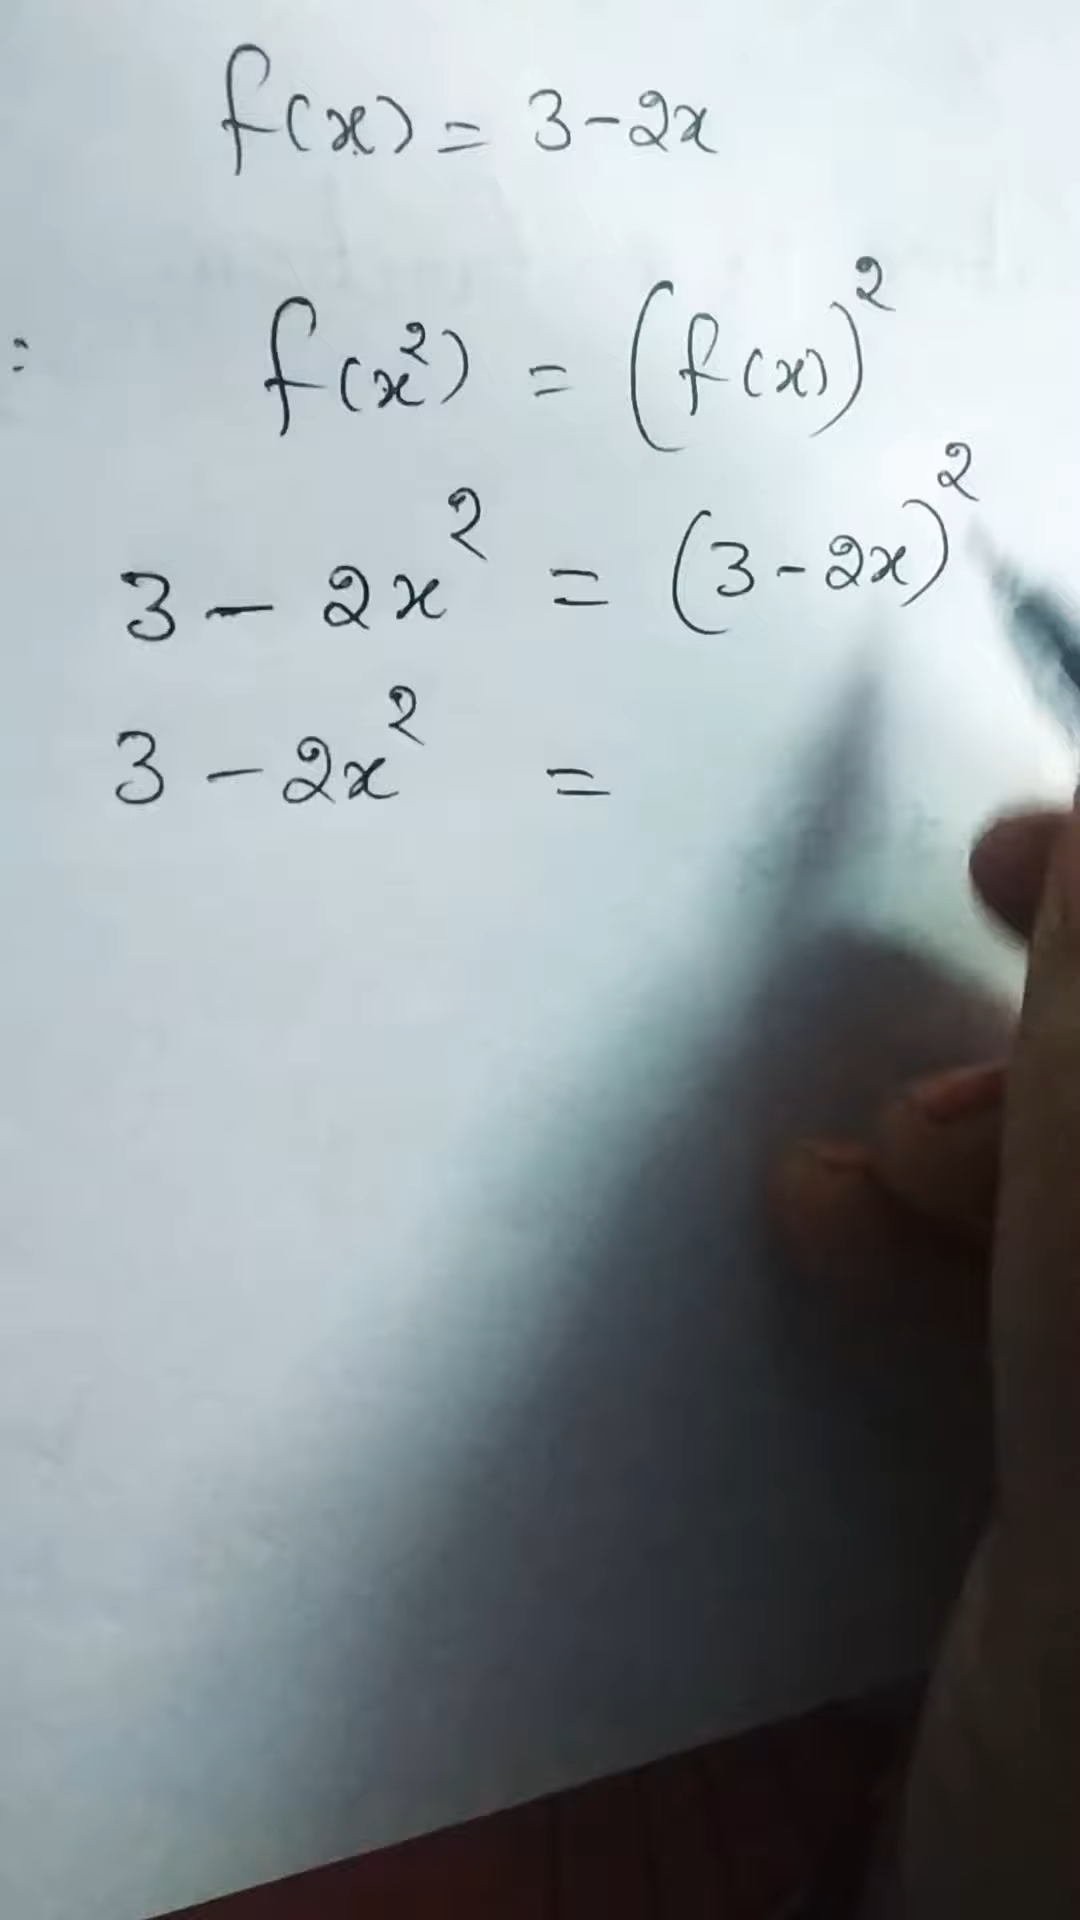 f(x) = 3-2x
: f(x²) = (f(x))²
3 - 2x² = (3-2x)²
3 - 2x² =